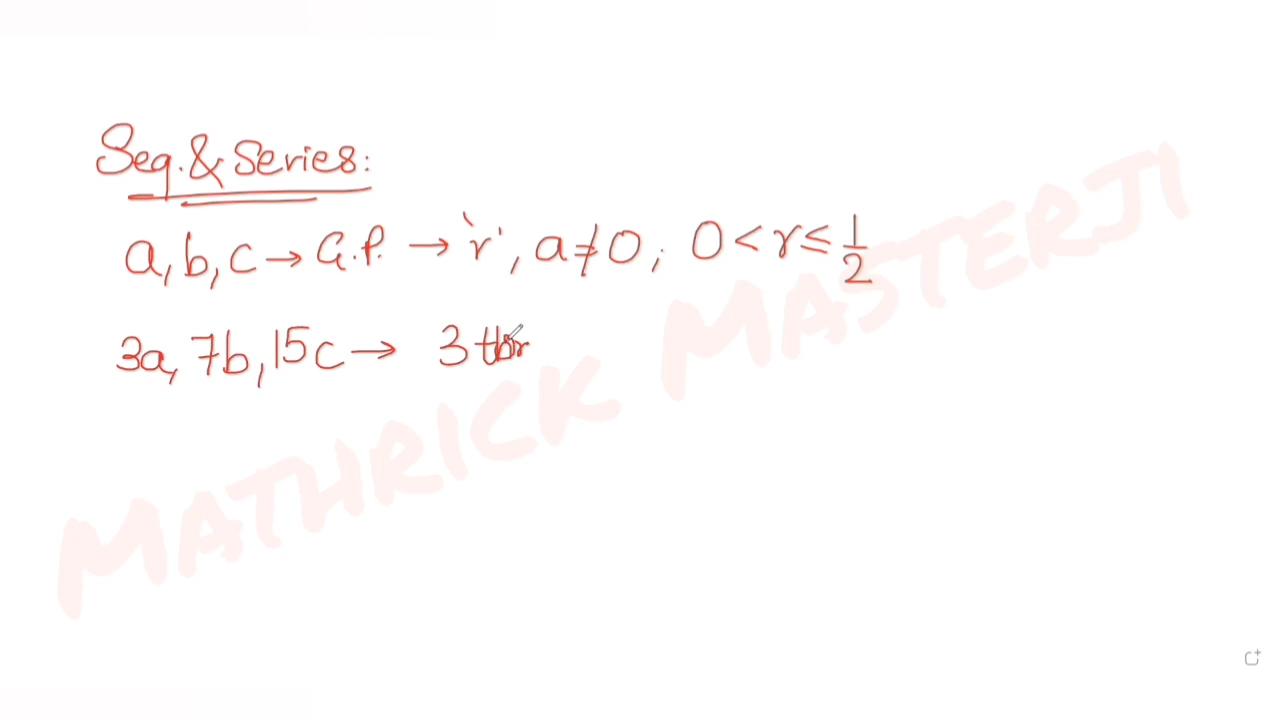 Seq. & Series:
a, b, c → G.P. → 'r', a ≠ 0; 0 < r ≤ 1/2
3a, 7b, 15c → 3
MATHRICK MASTERJI